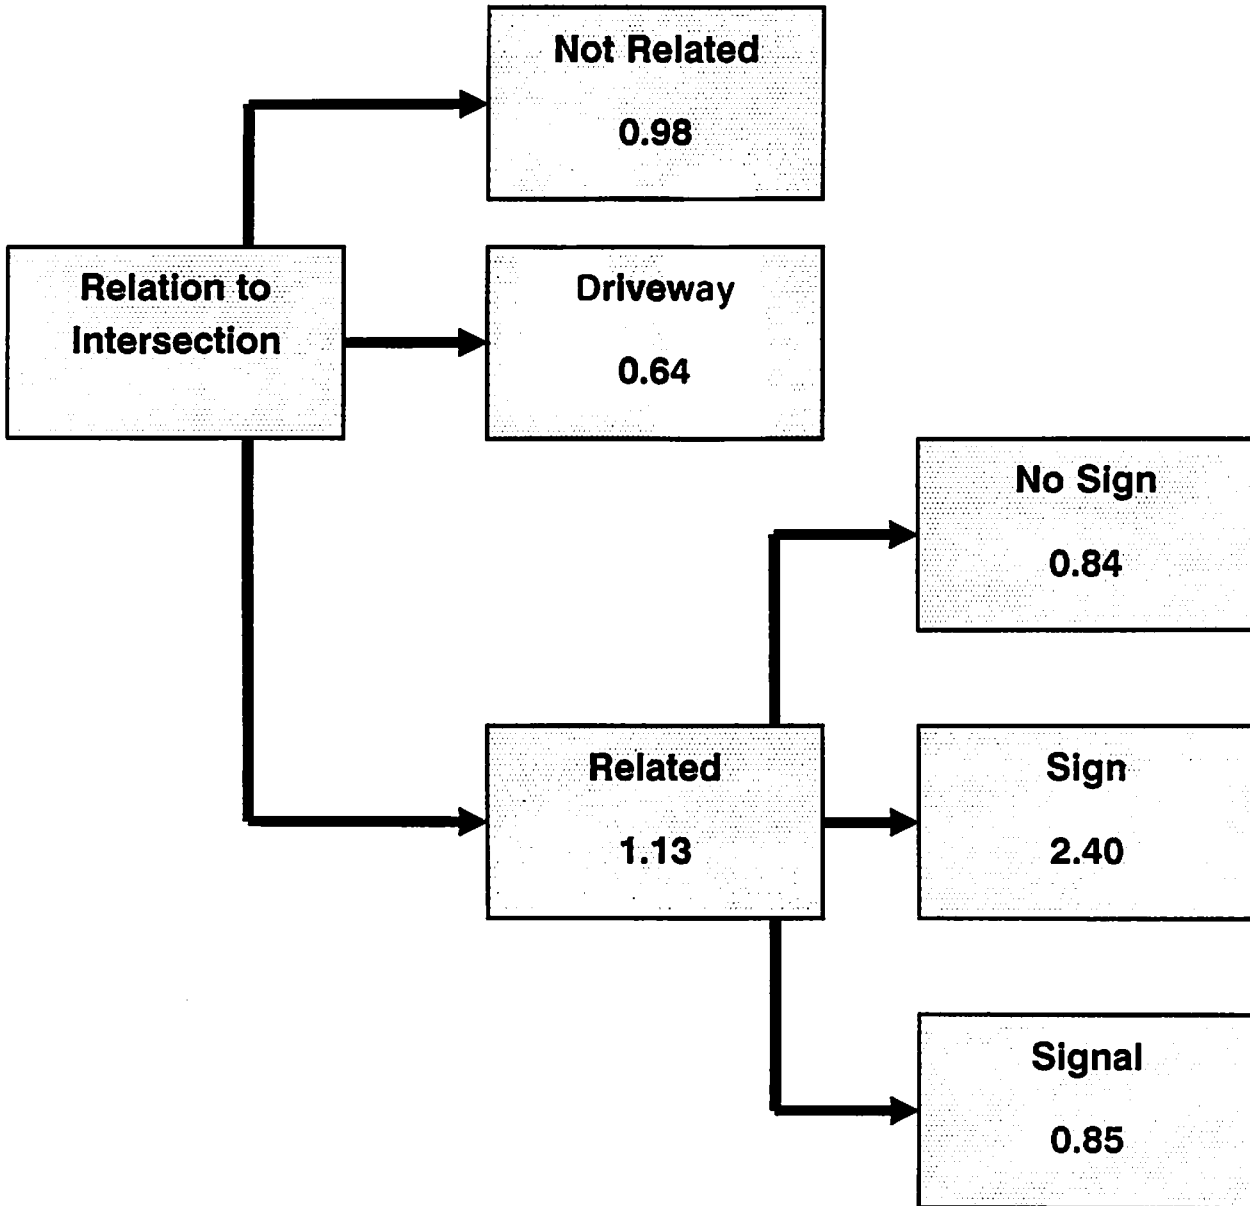 Not Related
0.98
Relation to
Intersection
Driveway
0.64
No Sign
0.84
Related
1.13
Sign
2.40
Signal
0.85